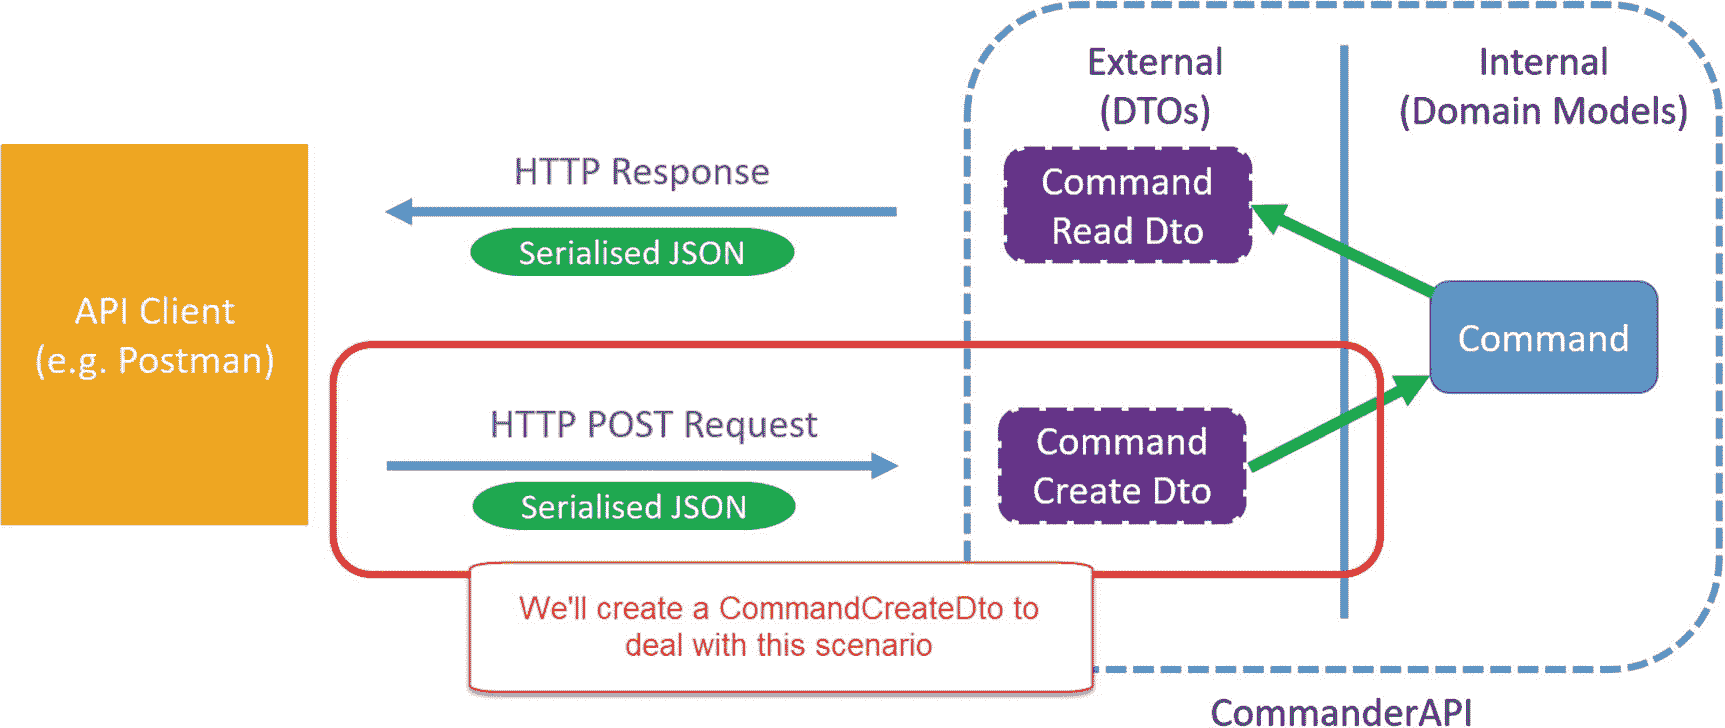 External
(DTOs)
Internal
(Domain Models)
HTTP Response
Serialised JSON
Command
Read Dto
API Client
(e.g. Postman)
Command
HTTP POST Request
Serialised JSON
Command
Create Dto
We'll create a CommandCreateDto to
deal with this scenario
CommanderAPI